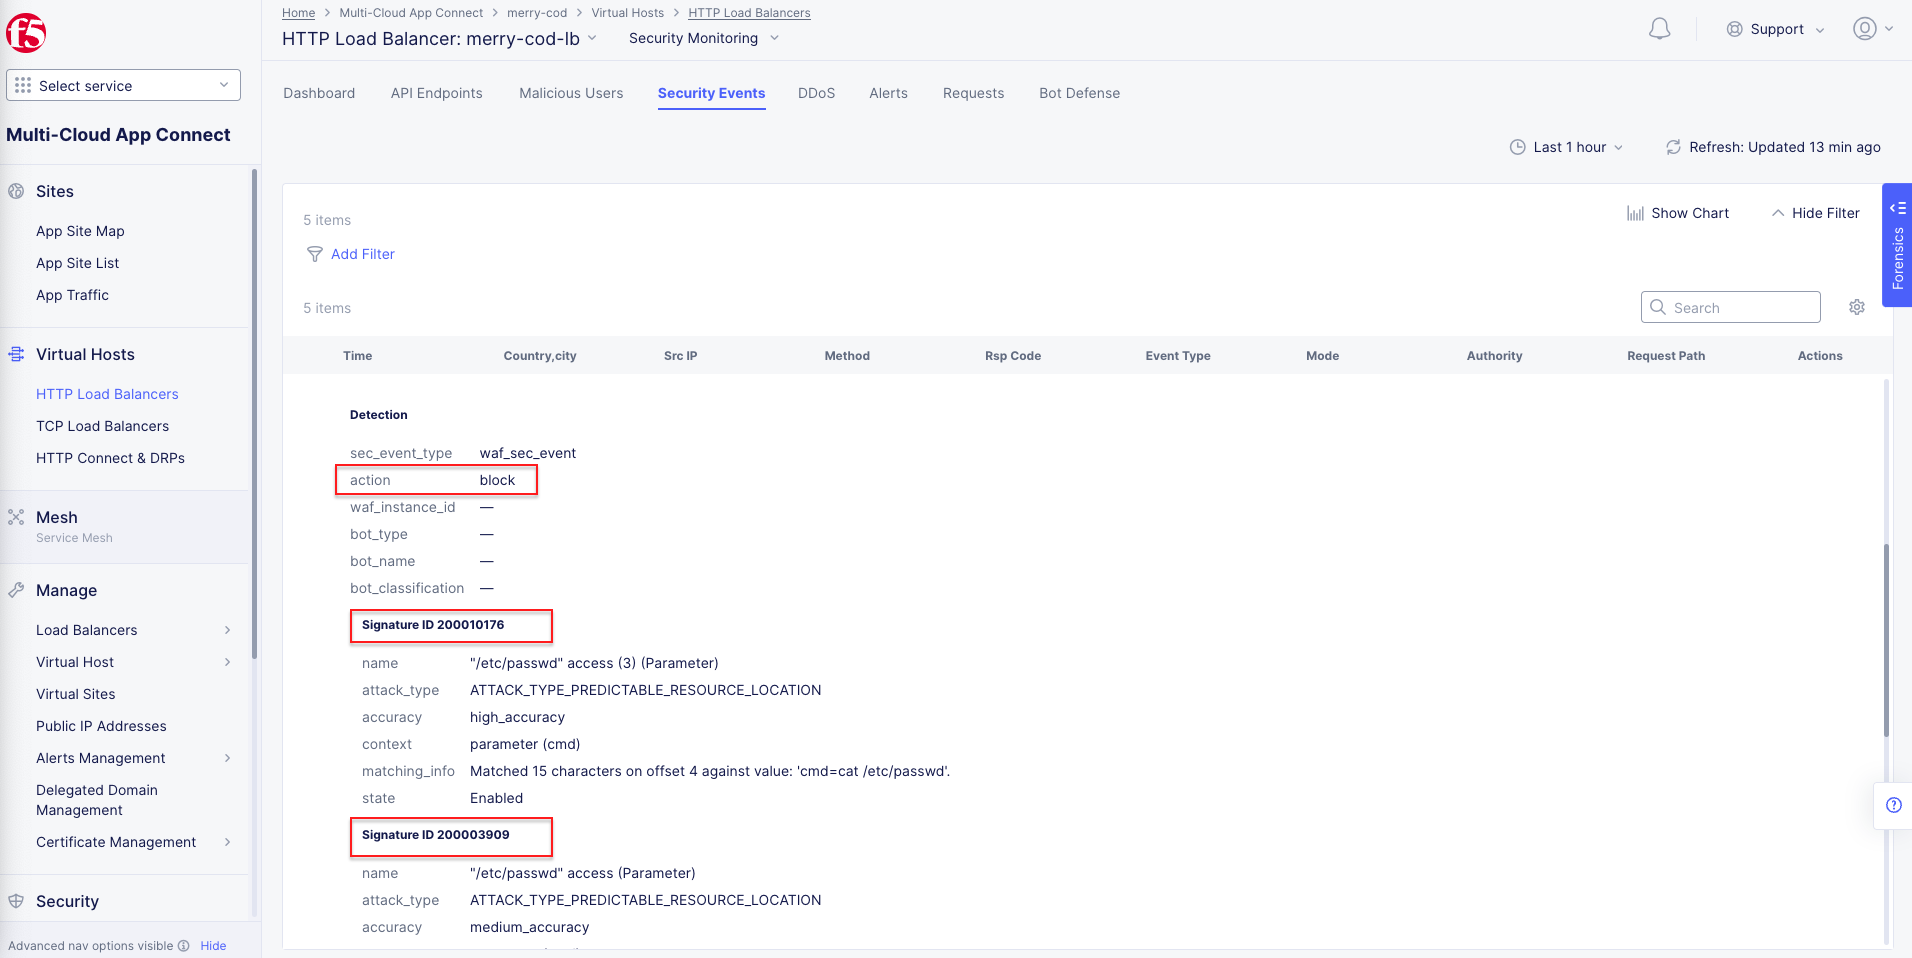 f5
Select service
Multi-Cloud App Connect
Sites
App Site Map
App Site List
App Traffic
Virtual Hosts
HTTP Load Balancers
TCP Load Balancers
HTTP Connect & DRPs
Mesh
Service Mesh
Manage
Load Balancers
Virtual Host
Virtual Sites
Public IP Addresses
Alerts Management
Delegated Domain
Management
Certificate Management
Security
Advanced nav options visible Hide
Home > Multi-Cloud App Connect > merry-cod > Virtual Hosts > HTTP Load Balancers
HTTP Load Balancer: merry-cod-lb Security Monitoring
Support
Dashboard API Endpoints Malicious Users Security Events DDoS Alerts Requests Bot Defense
Last 1 hour Refresh: Updated 13 min ago
5 items
Show Chart Hide Filter
Add Filter
Forensics
5 items
Search
Time Country,city Src IP Method Rsp Code Event Type Mode Authority Request Path Actions
Detection
sec_event_type waf_sec_event
action block
waf_instance_id —
bot_type —
bot_name —
bot_classification —
Signature ID 200010176
name "/etc/passwd" access (3) (Parameter)
attack_type ATTACK_TYPE_PREDICTABLE_RESOURCE_LOCATION
accuracy high_accuracy
context parameter (cmd)
matching_info Matched 15 characters on offset 4 against value: 'cmd=cat /etc/passwd'.
state Enabled
Signature ID 200003909
name "/etc/passwd" access (Parameter)
attack_type ATTACK_TYPE_PREDICTABLE_RESOURCE_LOCATION
accuracy medium_accuracy